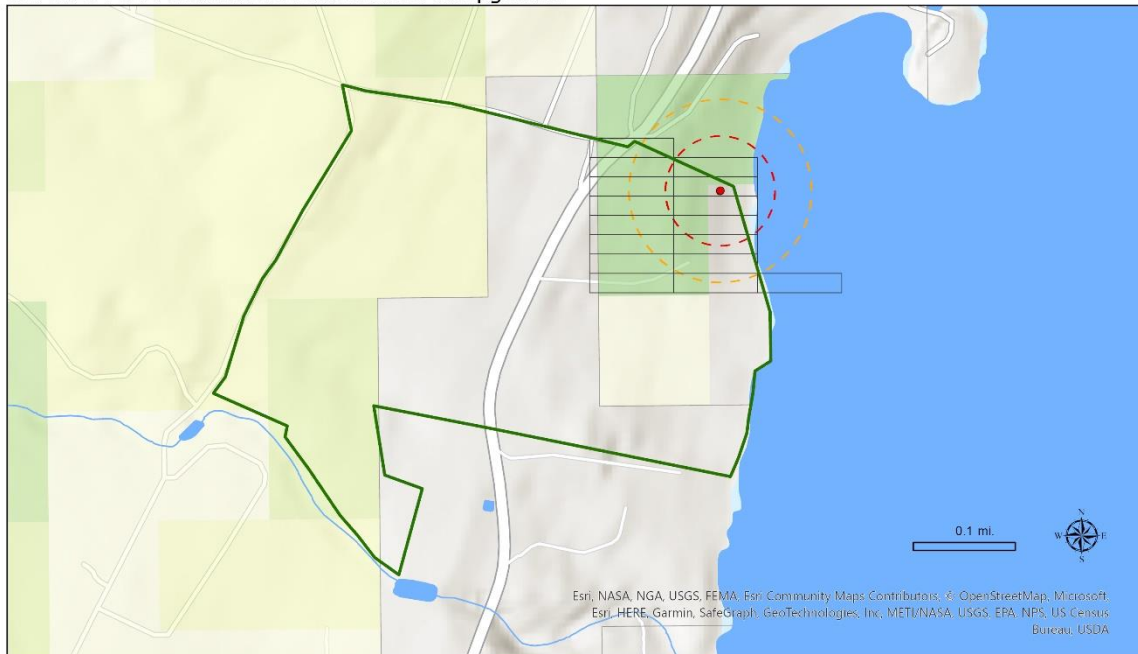 N
W E
S
0.1 mi.
Esri, NASA, NGA, USGS, FEMA, Esri Community Maps Contributors, © OpenStreetMap, Microsoft,
Esri, HERE, Garmin, SafeGraph, GeoTechnologies, Inc, METI/NASA, USGS, EPA, NPS, US Census
Bureau, USDA